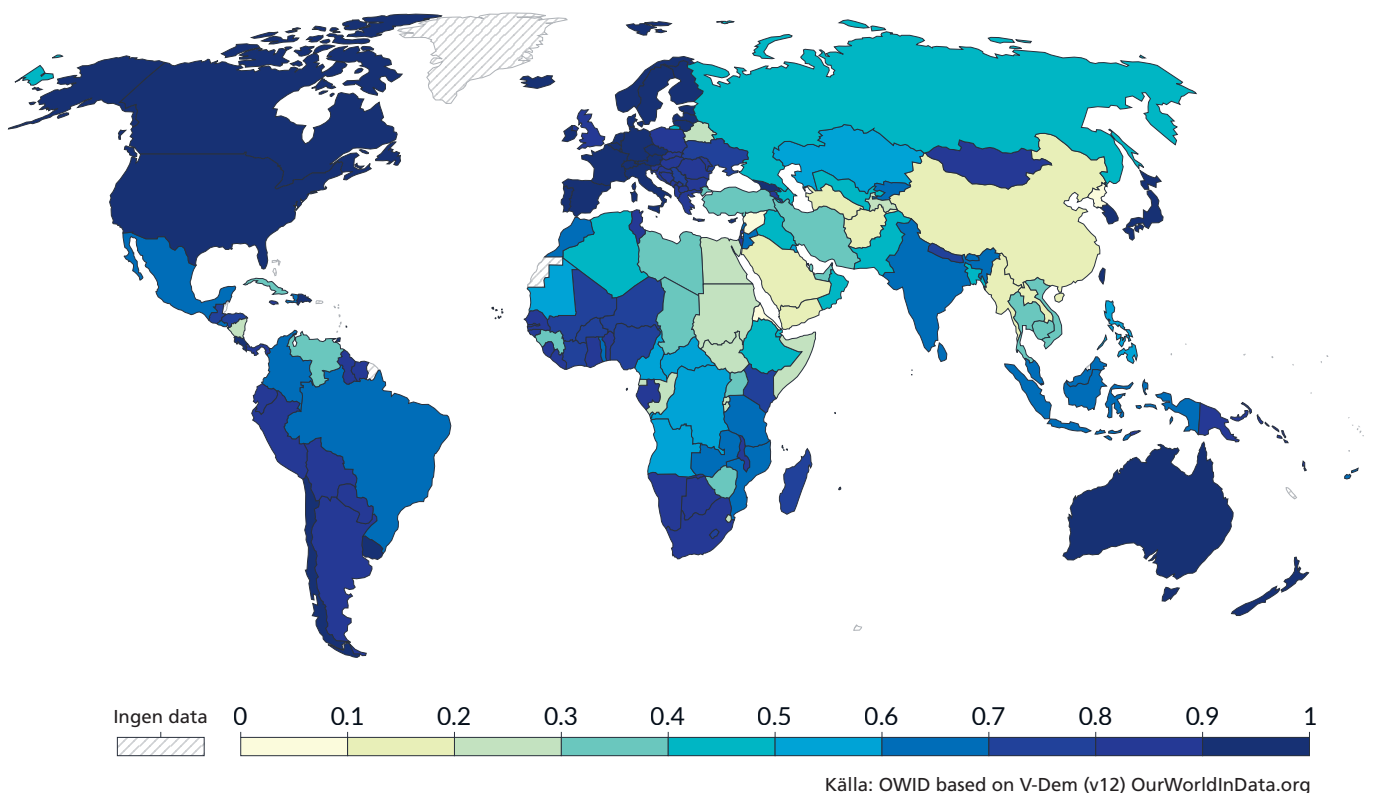 Ingen data 0 0.1 0.2 0.3 0.4 0.5 0.6 0.7 0.8 0.9 1
Källa: OWID based on V-Dem (v12) OurWorldInData.org